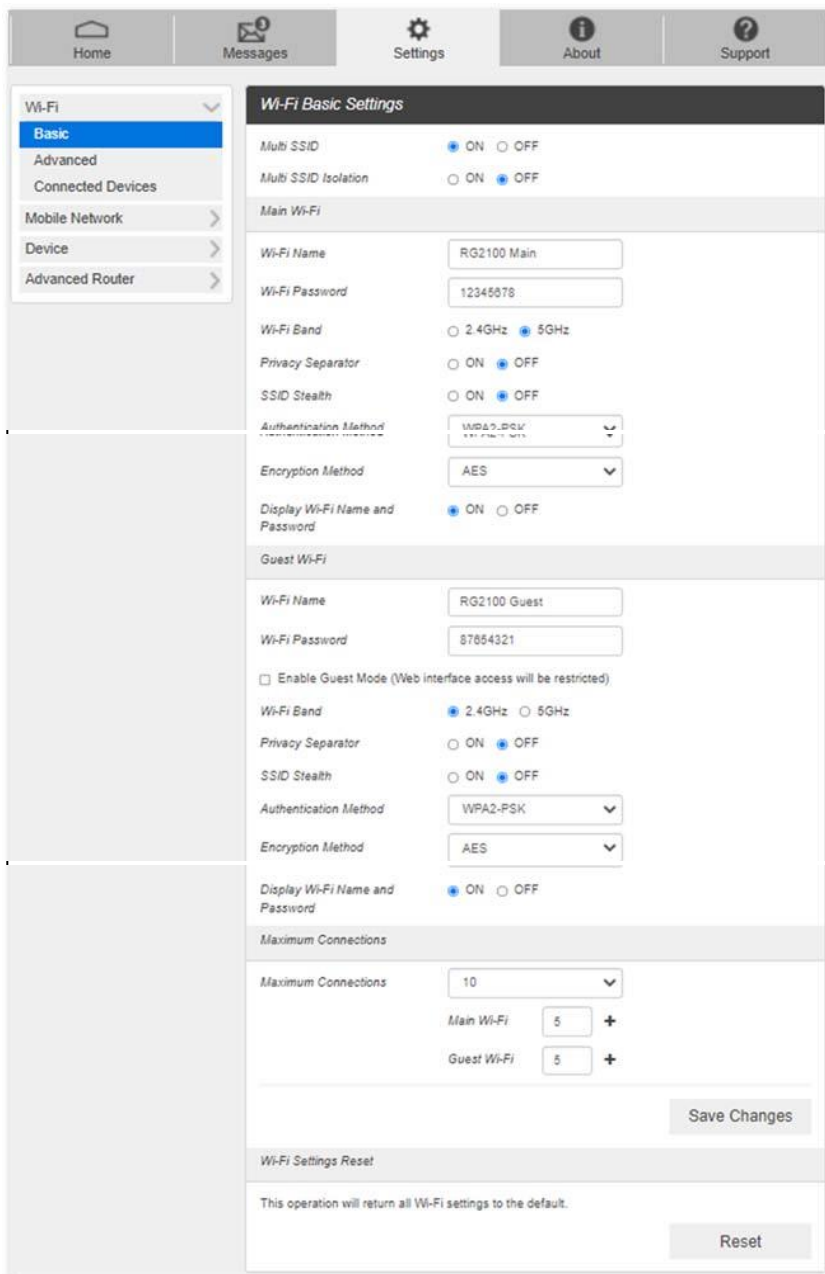 Home
Messages
3
Settings
About
Support
Wi-Fi
Basic
Advanced
Connected Devices
Mobile Network
Device
Advanced Router
Wi-Fi Basic Settings
Multi SSID ON OFF
Multi SSID Isolation ON OFF
Main Wi-Fi
Wi-Fi Name RG2100 Main
Wi-Fi Password 12345678
Wi-Fi Band 2.4GHz 5GHz
Privacy Separator ON OFF
SSID Stealth ON OFF
Authentication Method WPA2-PSK
Encryption Method AES
Display Wi-Fi Name and ON OFF
Password
Guest Wi-Fi
Wi-Fi Name RG2100 Guest
Wi-Fi Password 87654321
Enable Guest Mode (Web interface access will be restricted)
Wi-Fi Band 2.4GHz 5GHz
Privacy Separator ON OFF
SSID Stealth ON OFF
Authentication Method WPA2-PSK
Encryption Method AES
Display Wi-Fi Name and ON OFF
Password
Maximum Connections
Maximum Connections 10
Main Wi-Fi 5 +
Guest Wi-Fi 5 +
Save Changes
Wi-Fi Settings Reset
This operation will return all Wi-Fi settings to the default.
Reset